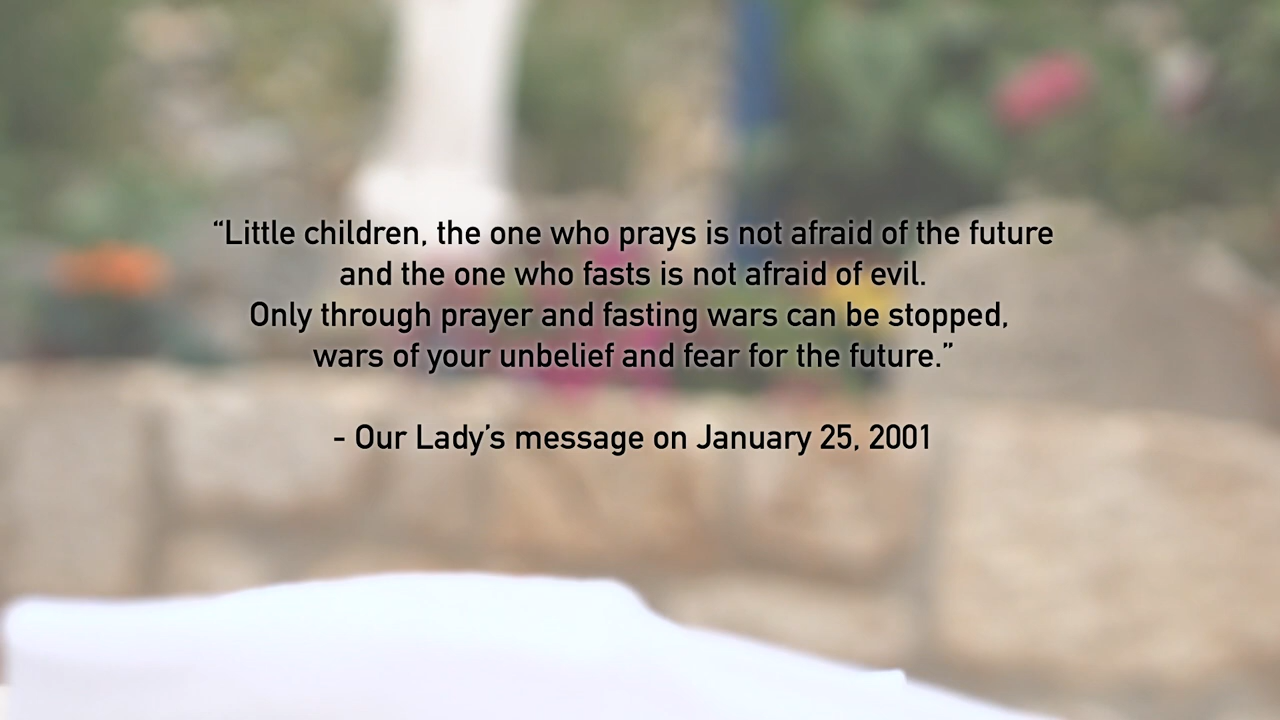 “Little children, the one who prays is not afraid of the future
and the one who fasts is not afraid of evil.
Only through prayer and fasting wars can be stopped,
wars of your unbelief and fear for the future.”
- Our Lady’s message on January 25, 2001